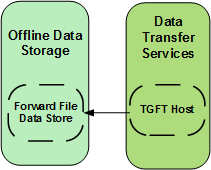 Offline Data
Storage
Forward File
Data Store
Data
Transfer
Services
TGFT Host